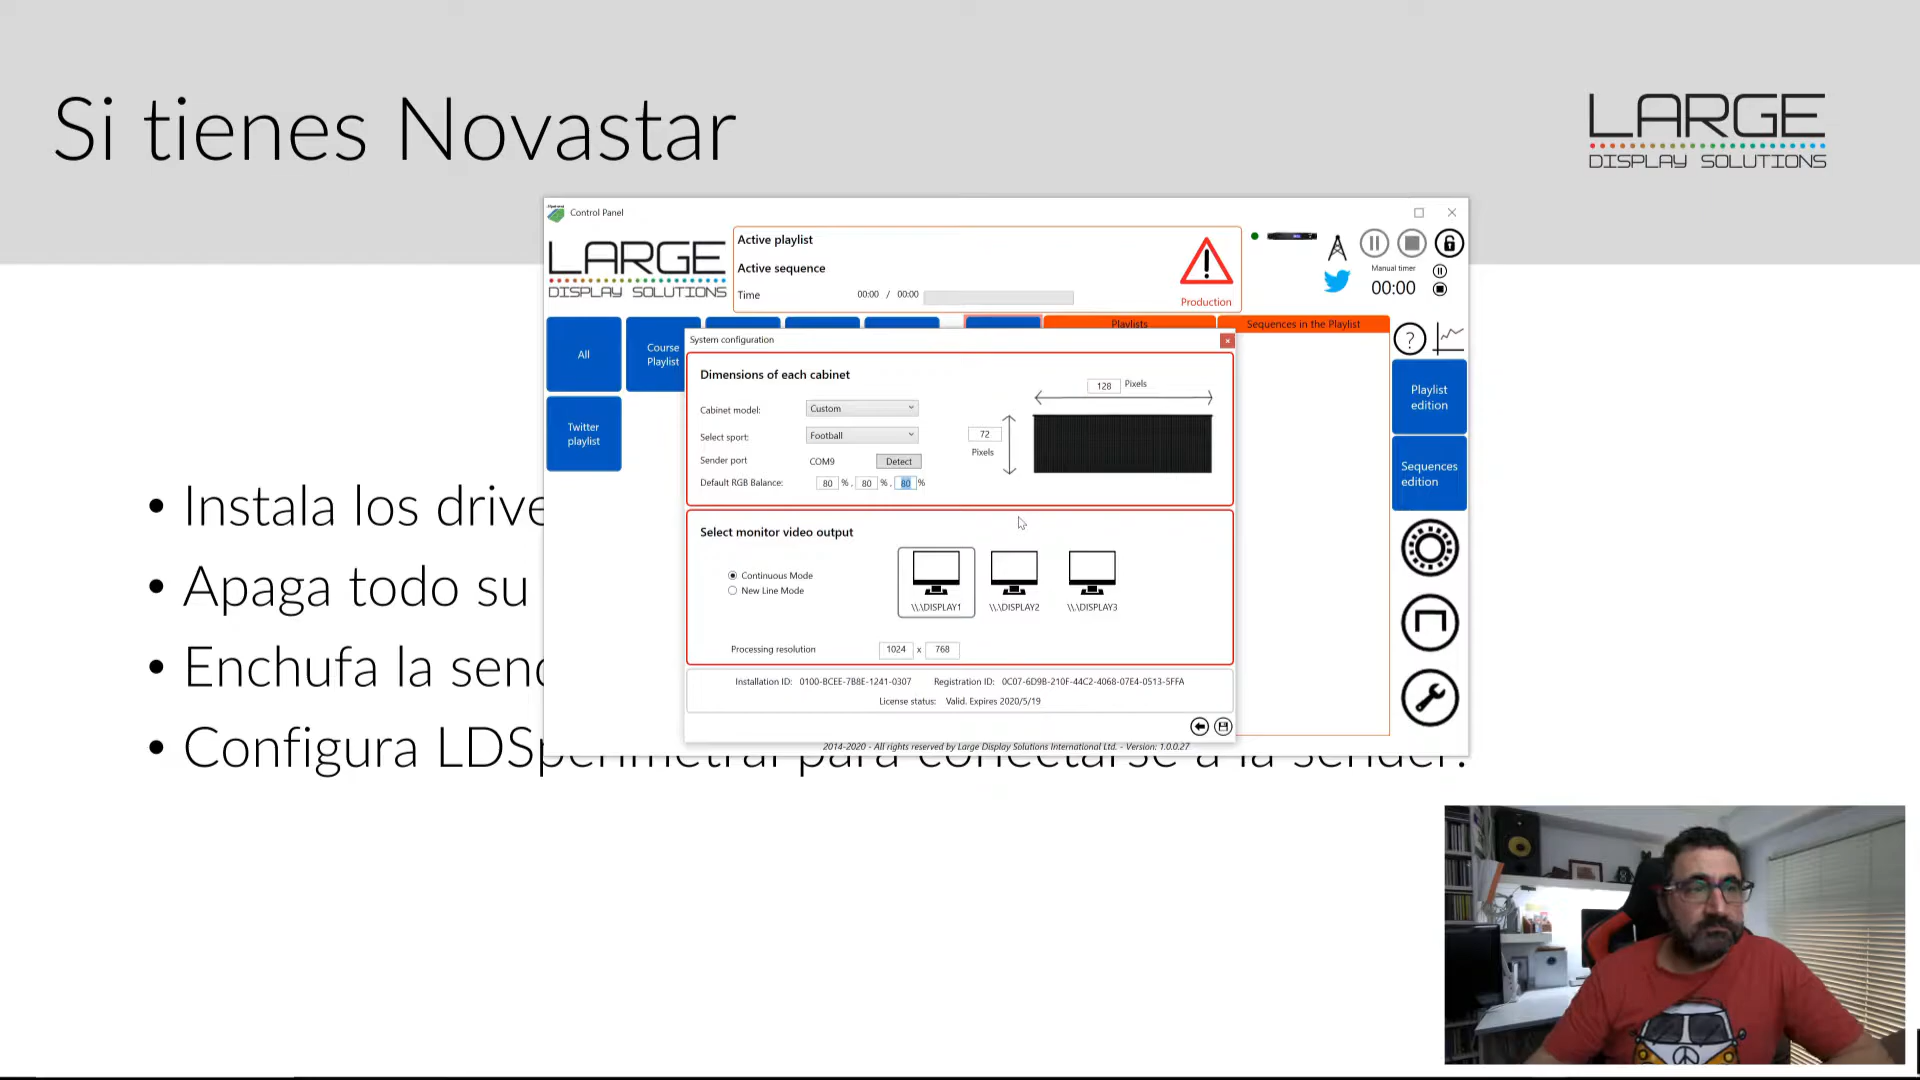 Si tienes Novastar
LARGE
DISPLAY SOLUTIONS
Control Panel
LARGE
DISPLAY SOLUTIONS
Active playlist
Active sequence
Time 00:00 / 00:00
Production
Manual timer
00:00
All
Course Playlist
Playlists
Sequences in the Playlist
?
Twitter playlist
Playlist edition
Sequences edition
System configuration
Dimensions of each cabinet
Cabinet model: Custom
Select sport: Football
Sender port COM9 Detect
Default RGB Balance: 80 % , 80 % , 80 %
128 Pixels
72
Pixels
Select monitor video output
Continuous Mode
New Line Mode
\\.\DISPLAY1 \\.\DISPLAY2 \\.\DISPLAY3
Processing resolution 1024 x 768
Installation ID: 0100-BCEE-7B8E-1241-0307 Registration ID: 0C07-6D9B-210F-44C2-4068-07E4-0513-5FFA
License status: Valid. Expires 2020/5/19
2014-2020 - All rights reserved by Large Display Solutions International Ltd. - Version: 1.0.0.27
• Instala los drive
• Apaga todo su
• Enchufa la send
• Configura LDSperimetral para conectarse a la sender.